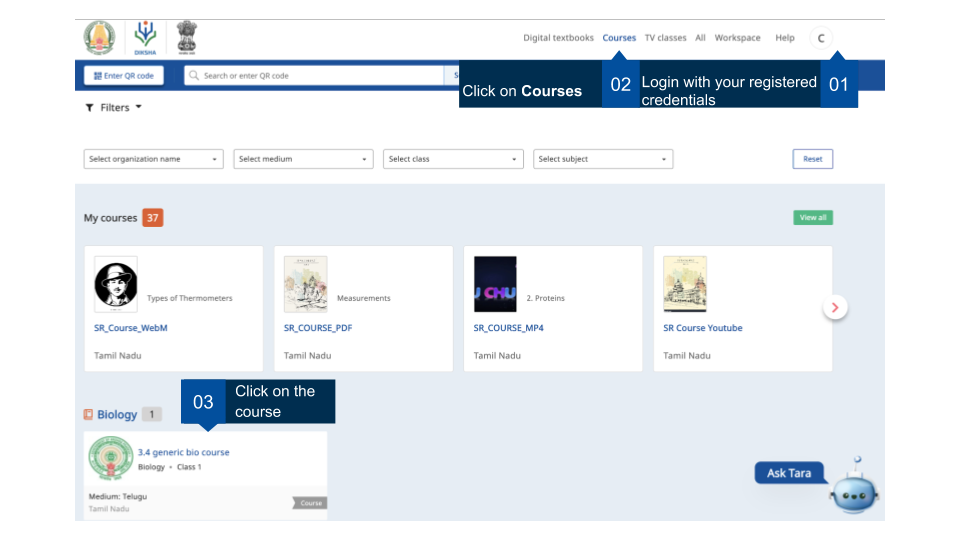 DIKSHA
Digital textbooks Courses TV classes All Workspace Help C
Enter QR code
Search or enter QR code
Click on Courses
02
Login with your registered
credentials
01
Filters
Select organization name
Select medium
Select class
Select subject
Reset
My courses 37
View all
Types of Thermometers
SR_Course_WebM
Tamil Nadu
Measurements
SR_COURSE_PDF
Tamil Nadu
J CHU
2. Proteins
SR_COURSE_MP4
Tamil Nadu
SR Course Youtube
Tamil Nadu
03
Click on the
course
Biology 1
3.4 generic bio course
Biology • Class 1
Medium: Telugu
Tamil Nadu
Course
Ask Tara